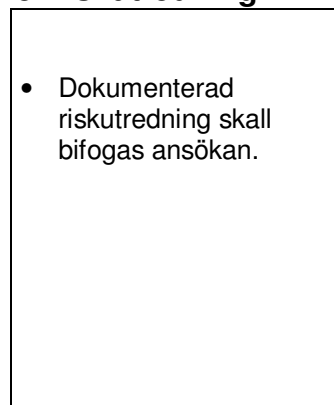 • Dokumenterad
riskutredning skall
bifogas ansökan.